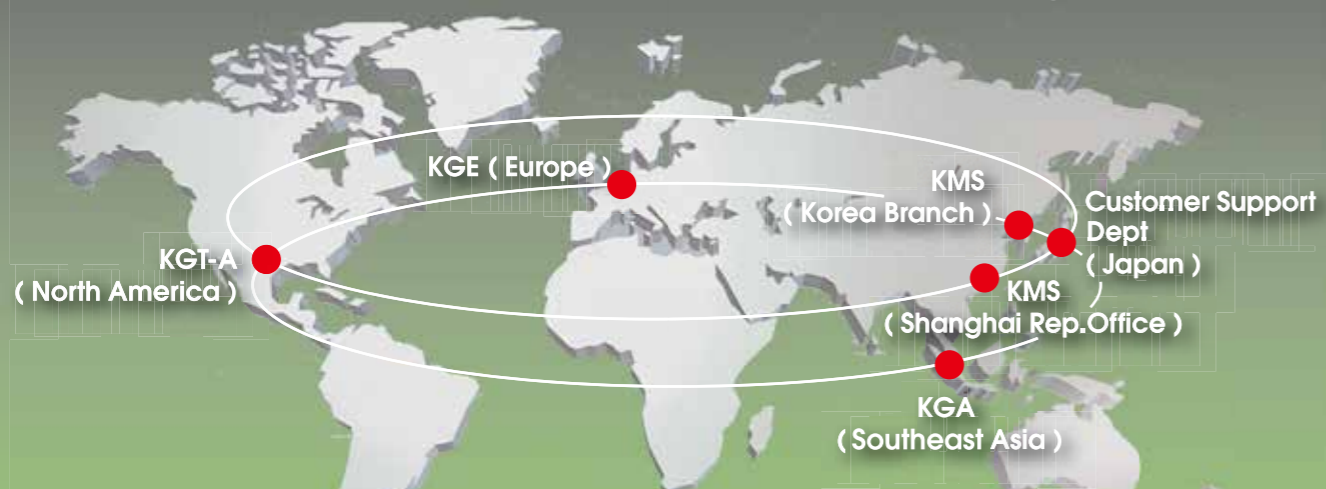 KGE ( Europe )
KMS
( Korea Branch )
Customer Support
Dept
( Japan )
KGT-A
( North America )
KMS
( Shanghai Rep.Office )
KGA
( Southeast Asia )